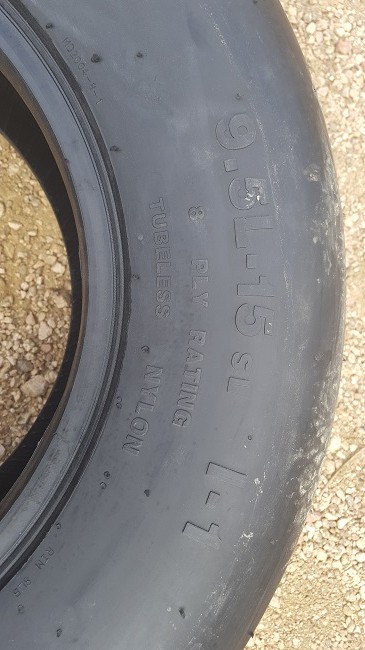 9.5L-15 SL
8 PLY RATING
TUBELESS NYLON
I-1